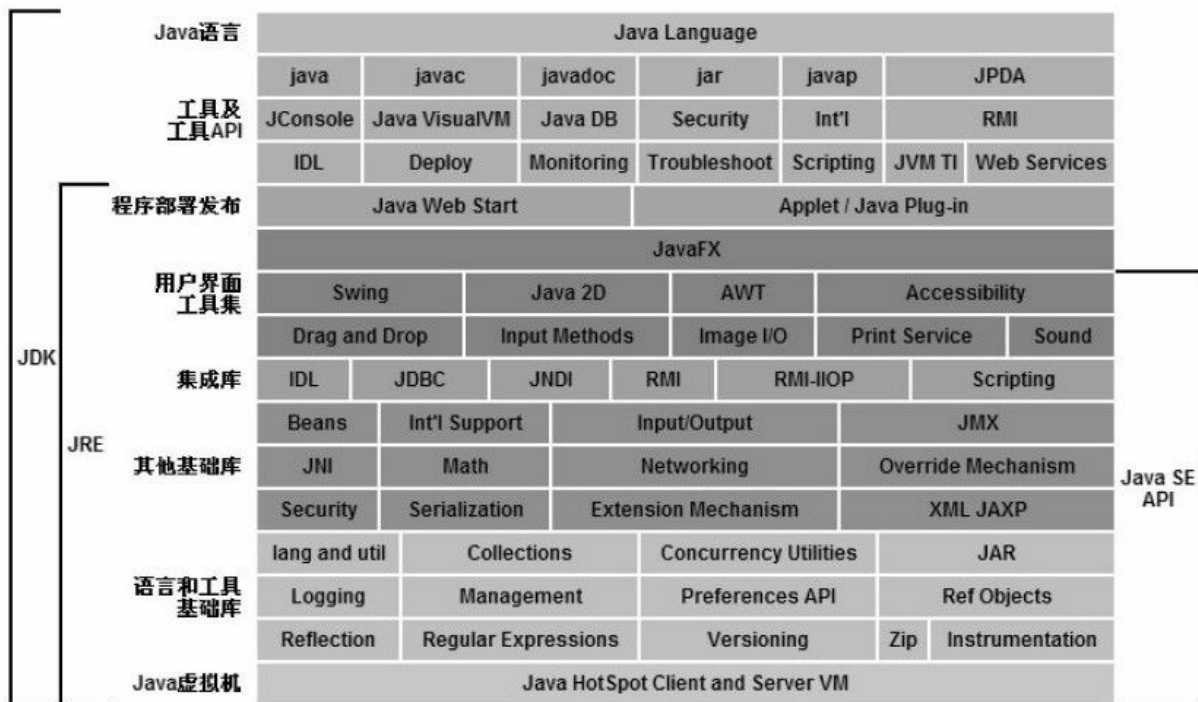 Java语言 Java Language
java javac javadoc jar javap JPDA
工具及
工具API
JConsole Java VisualVM Java DB Security Int'l RMI
IDL Deploy Monitoring Troubleshoot Scripting JVM TI Web Services
程序部署发布 Java Web Start Applet / Java Plug-in
JavaFX
用户界面
工具集
Swing Java 2D AWT Accessibility
Drag and Drop Input Methods Image I/O Print Service Sound
JDK
集成库 IDL JDBC JNDI RMI RMI-IIOP Scripting
Beans Int'l Support Input/Output JMX
JRE
其他基础库 JNI Math Networking Override Mechanism
Java SE
API
Security Serialization Extension Mechanism XML JAXP
lang and util Collections Concurrency Utilities JAR
语言和工具
基础库
Logging Management Preferences API Ref Objects
Reflection Regular Expressions Versioning Zip Instrumentation
Java虚拟机 Java HotSpot Client and Server VM